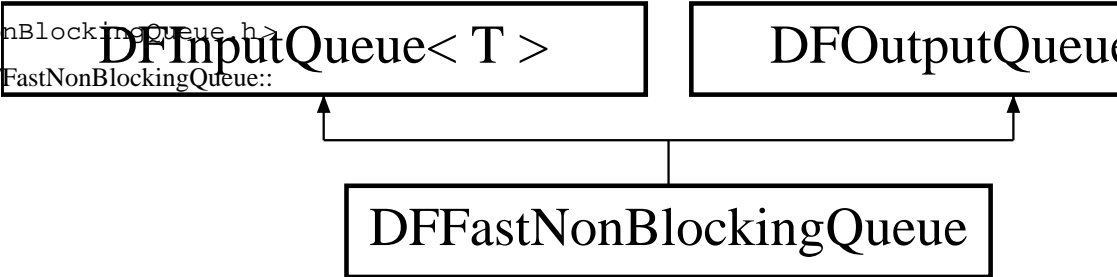 nBlockingQueue.h>
DFInputQueue< T >
DFOutputQueue
FastNonBlockingQueue::
DFFastNonBlockingQueue